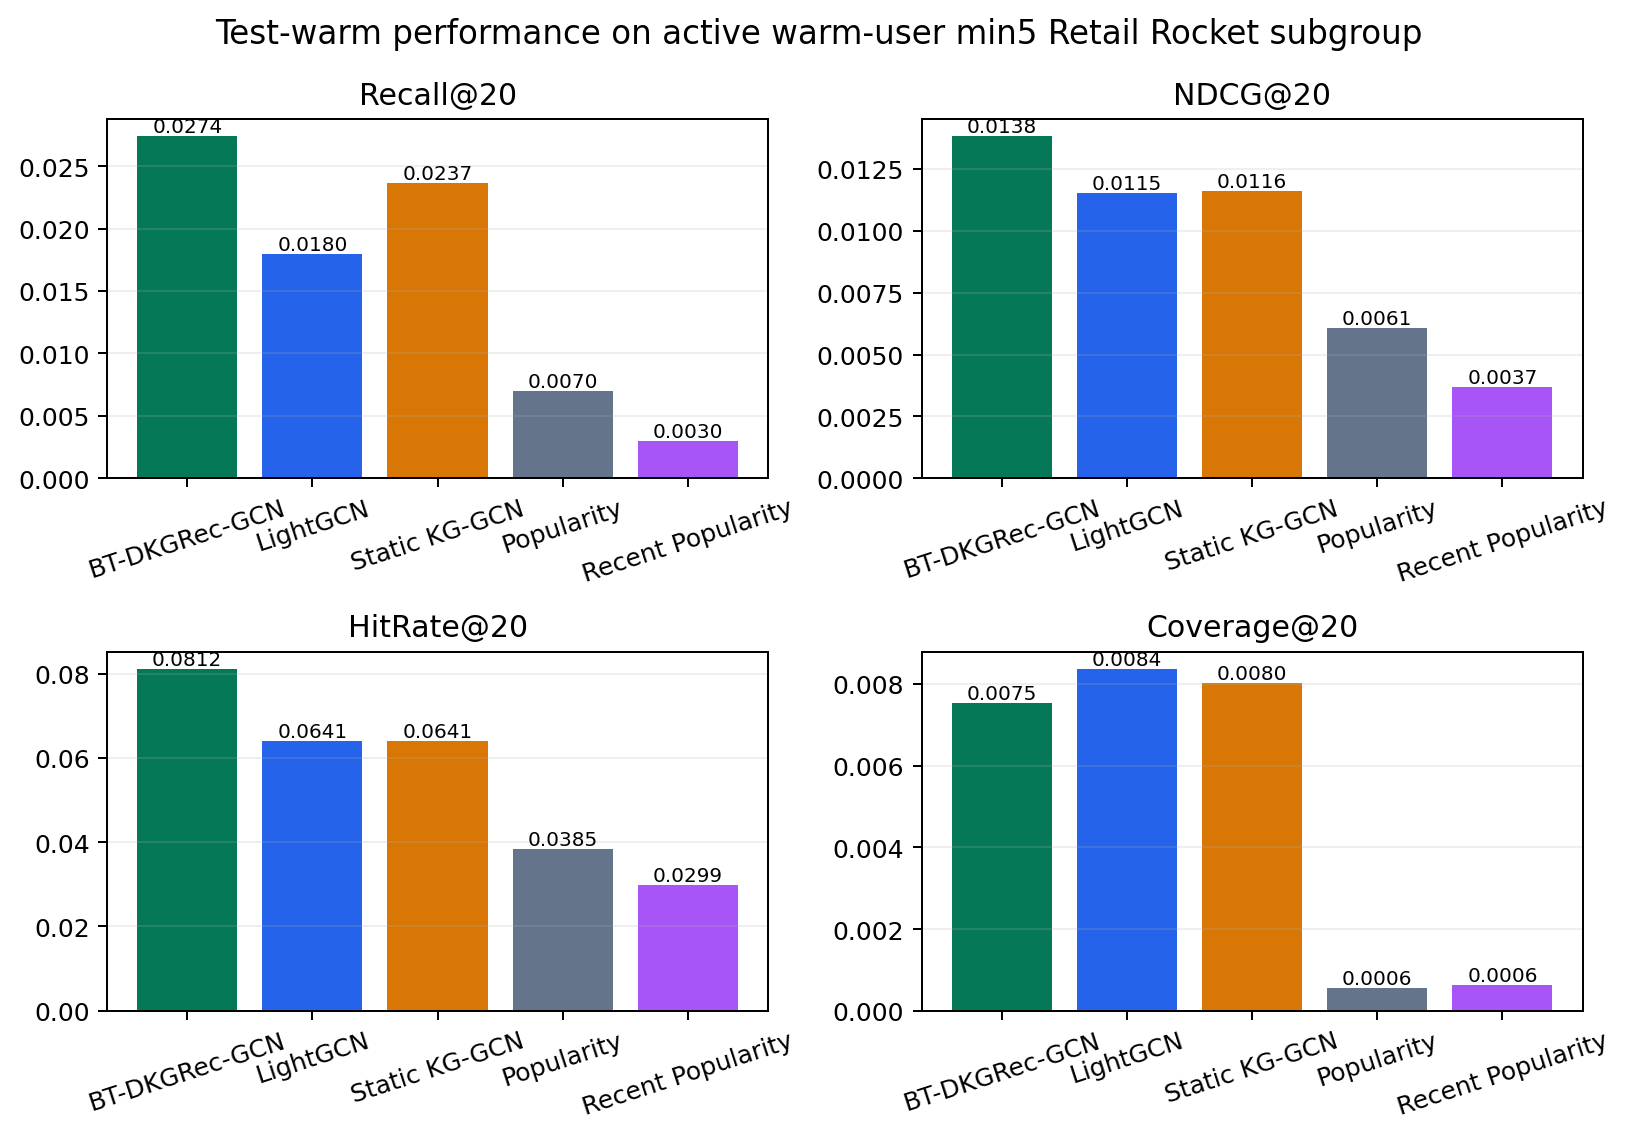 Test-warm performance on active warm-user min5 Retail Rocket subgroup
Recall@20
0.025
0.020
0.015
0.010
0.005
0.000
0.0274
0.0180
0.0237
0.0070
0.0030
BT-DKGRec-GCN
LightGCN
Static KG-GCN
Popularity
Recent Popularity
NDCG@20
0.0125
0.0100
0.0075
0.0050
0.0025
0.0000
0.0138
0.0115
0.0116
0.0061
0.0037
BT-DKGRec-GCN
LightGCN
Static KG-GCN
Popularity
Recent Popularity
HitRate@20
0.08
0.06
0.04
0.02
0.00
0.0812
0.0641
0.0641
0.0385
0.0299
BT-DKGRec-GCN
LightGCN
Static KG-GCN
Popularity
Recent Popularity
Coverage@20
0.008
0.006
0.004
0.002
0.000
0.0075
0.0084
0.0080
0.0006
0.0006
BT-DKGRec-GCN
LightGCN
Static KG-GCN
Popularity
Recent Popularity